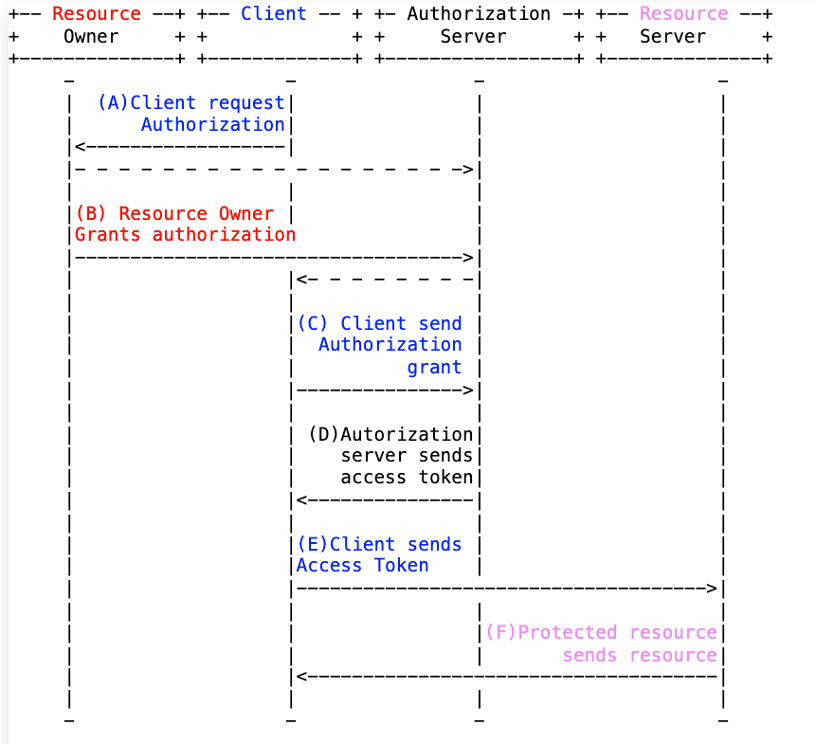 +-- Resource --+ +-- Client -- + +- Authorization -+ +-- Resource --+
+ Owner + + + + Server + + Server +
+--------------+ +-------------+ +-----------------+ +--------------+
(A)Client request
Authorization
(B) Resource Owner
Grants authorization
(C) Client send
Authorization
grant
(D)Autorization
server sends
access token
(E)Client sends
Access Token
(F)Protected resource
sends resource